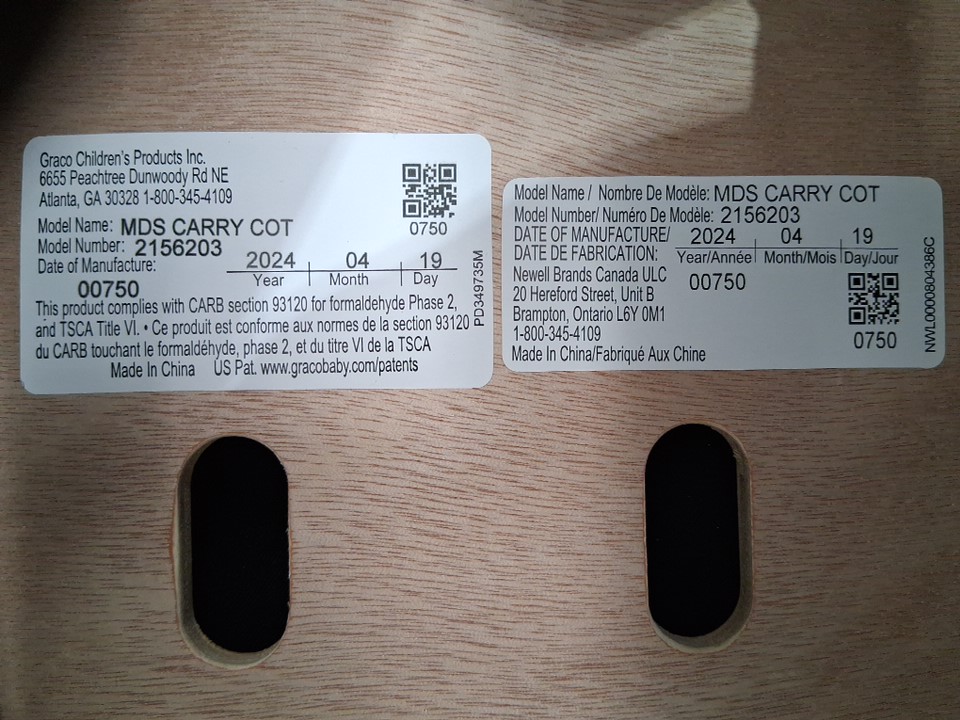 Graco Children's Products Inc.
6655 Peachtree Dunwoody Rd NE
Atlanta, GA 30328 1-800-345-4109
0750
Model Name: MDS CARRY COT
Model Number: 2156203
Date of Manufacture: 2024 04 19
Year Month Day
00750
This product complies with CARB section 93120 for formaldehyde Phase 2,
and TSCA Title VI. • Ce produit est conforme aux normes de la section 93120
du CARB touchant le formaldéhyde, phase 2, et du titre VI de la TSCA
Made In China US Pat. www.gracobaby.com/patents
PD349735M
Model Name / Nombre De Modèle: MDS CARRY COT
Model Number/ Numéro De Modèle: 2156203
DATE OF MANUFACTURE/ 2024 04 19
DATE DE FABRICATION: Year/Année Month/Mois Day/Jour
Newell Brands Canada ULC 00750
20 Hereford Street, Unit B
Brampton, Ontario L6Y 0M1
1-800-345-4109
0750
Made In China/Fabriqué Aux Chine
NWL0000804386C